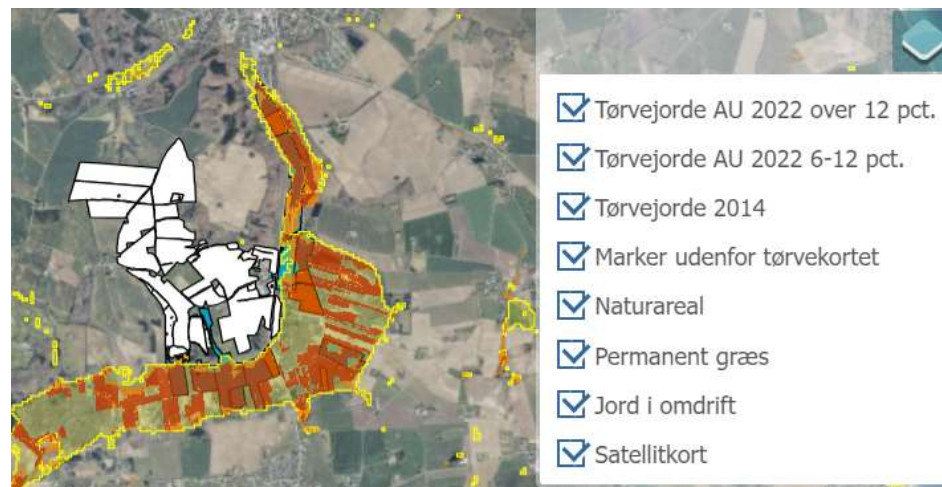 Tørvejorde AU 2022 over 12 pct.
Tørvejorde AU 2022 6-12 pct.
Tørvejorde 2014
Marker udenfor tørvekortet
Naturareal
Permanent græs
Jord i omdrift
Satellitkort